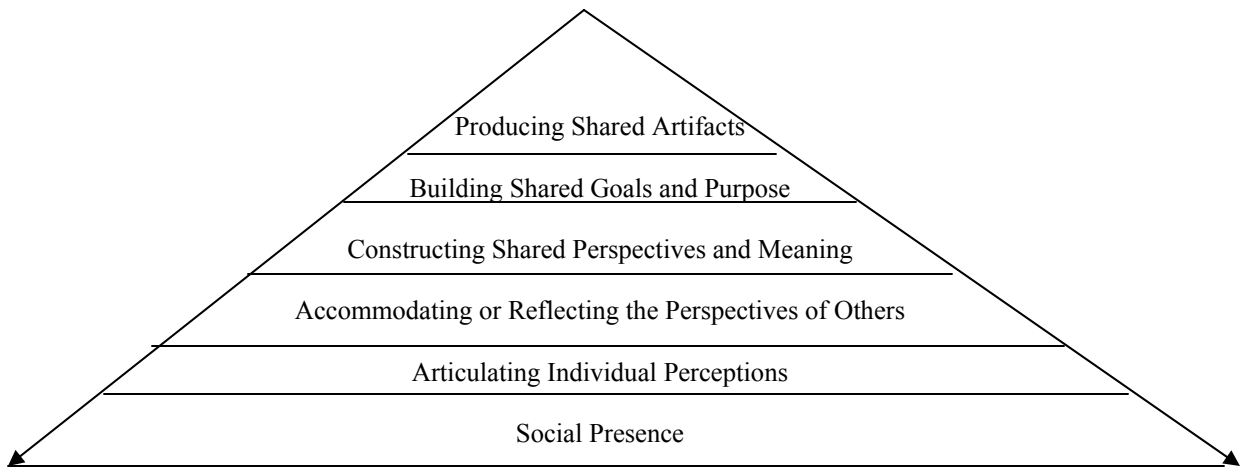 Producing Shared Artifacts
Building Shared Goals and Purpose
Constructing Shared Perspectives and Meaning
Accommodating or Reflecting the Perspectives of Others
Articulating Individual Perceptions
Social Presence